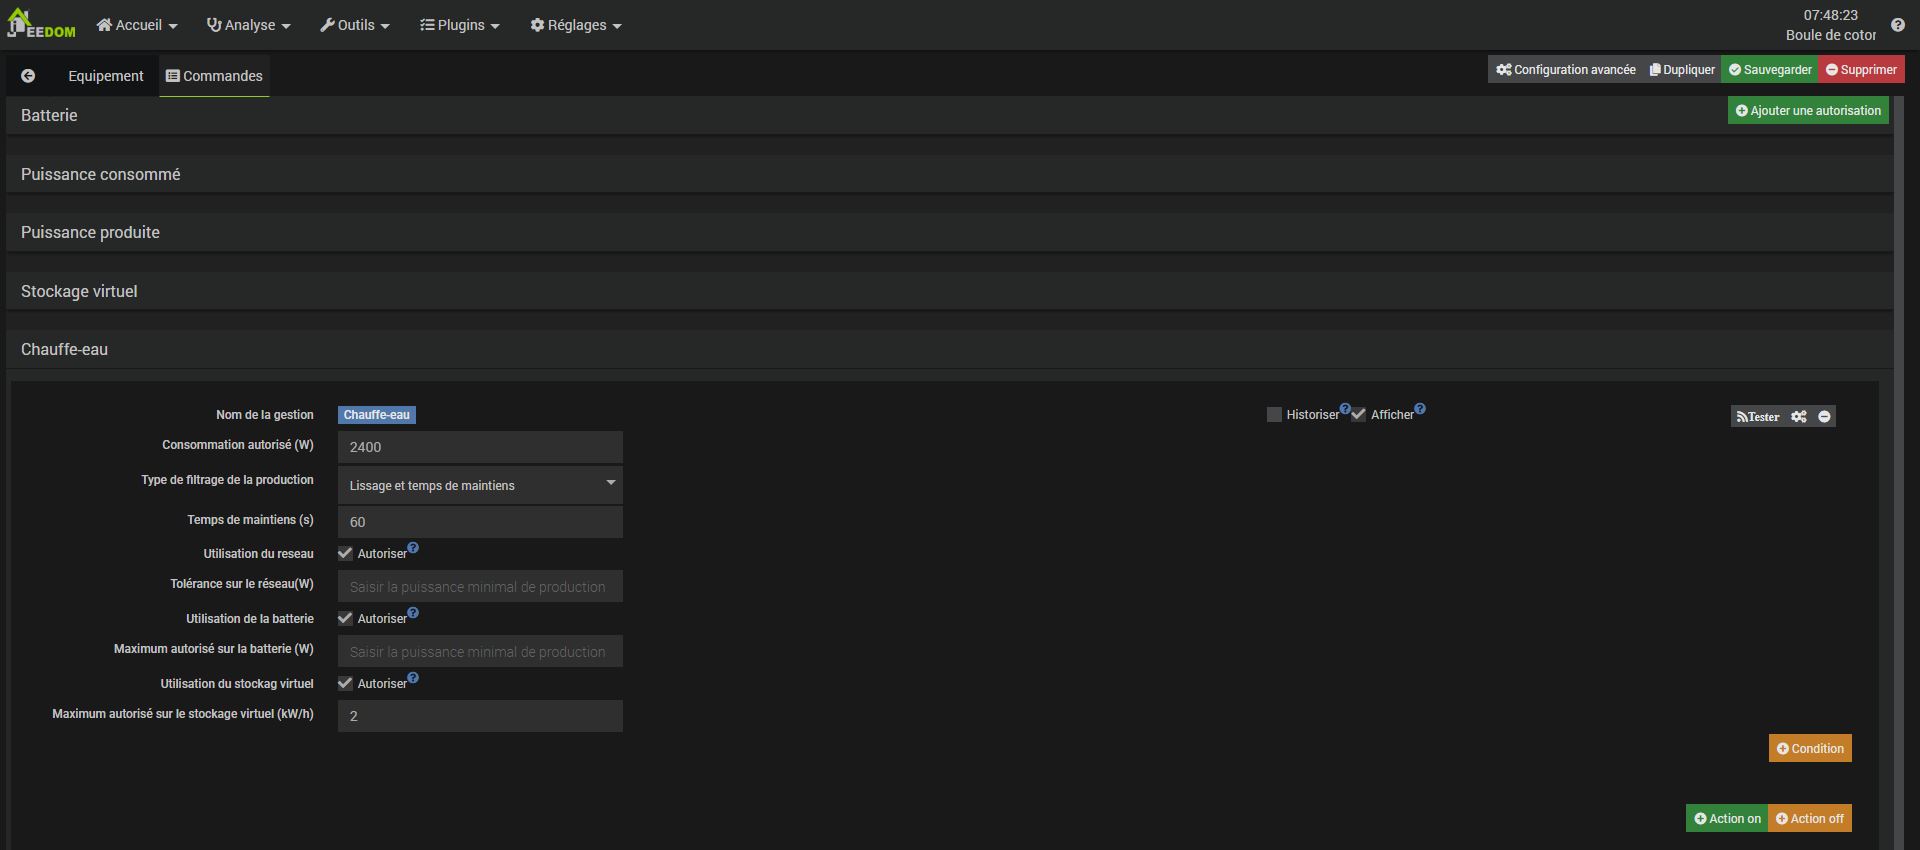 EEDOM
Accueil Analyse Outils Plugins Réglages
07:48:23
Boule de cotor
Equipement Commandes
Configuration avancée Dupliquer Sauvegarder Supprimer
Batterie
Ajouter une autorisation
Puissance consommé
Puissance produite
Stockage virtuel
Chauffe-eau
Nom de la gestion Chauffe-eau Historiser Afficher Tester
Consommation autorisé (W) 2400
Type de filtrage de la production Lissage et temps de maintiens
Temps de maintiens (s) 60
Utilisation du reseau Autoriser
Tolérance sur le réseau(W) Saisir la puissance minimal de production
Utilisation de la batterie Autoriser
Maximum autorisé sur la batterie (W) Saisir la puissance minimal de production
Utilisation du stockag virtuel Autoriser
Maximum autorisé sur le stockage virtuel (kW/h) 2
Condition
Action on Action off